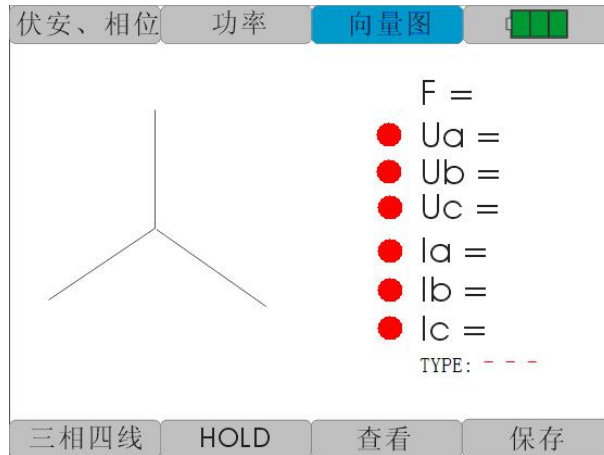 伏安、相位 功率 向量图
F =
Ua =
Ub =
Uc =
Ia =
Ib =
Ic =
TYPE: - - -
三相四线 HOLD 查看 保存